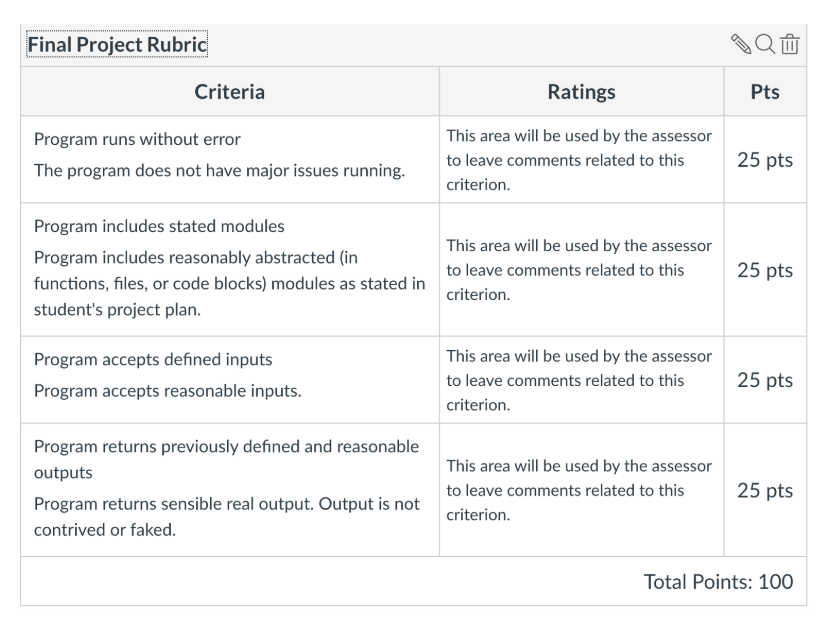 Final Project Rubric
Criteria
Ratings
Pts
Program runs without error
The program does not have major issues running.
This area will be used by the assessor
to leave comments related to this
criterion.
25 pts
Program includes stated modules
Program includes reasonably abstracted (in
functions, files, or code blocks) modules as stated in
student's project plan.
This area will be used by the assessor
to leave comments related to this
criterion.
25 pts
Program accepts defined inputs
Program accepts reasonable inputs.
This area will be used by the assessor
to leave comments related to this
criterion.
25 pts
Program returns previously defined and reasonable
outputs
Program returns sensible real output. Output is not
contrived or faked.
This area will be used by the assessor
to leave comments related to this
criterion.
25 pts
Total Points: 100